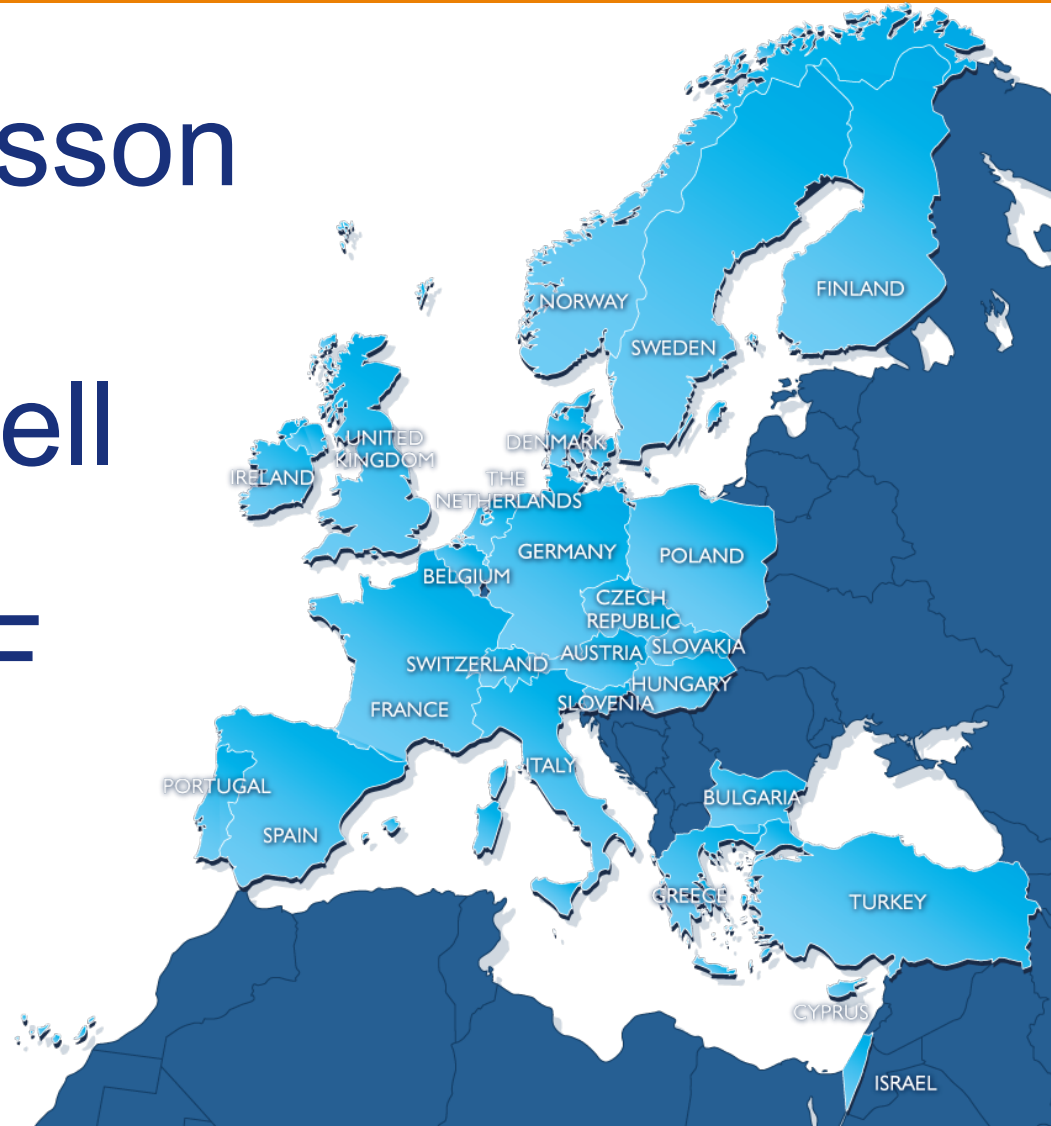 sson
NORWAY
FINLAND
SWEDEN
ell
UNITED
KINGDOM
DENMARK
IRELAND
THE
NETHERLANDS
GERMANY
POLAND
BELGIUM
CZECH
REPUBLIC
AUSTRIA
SLOVAKIA
SWITZERLAND
HUNGARY
SLOVENIA
FRANCE
ITALY
PORTUGAL
BULGARIA
SPAIN
GREECE
TURKEY
CYPRUS
ISRAEL